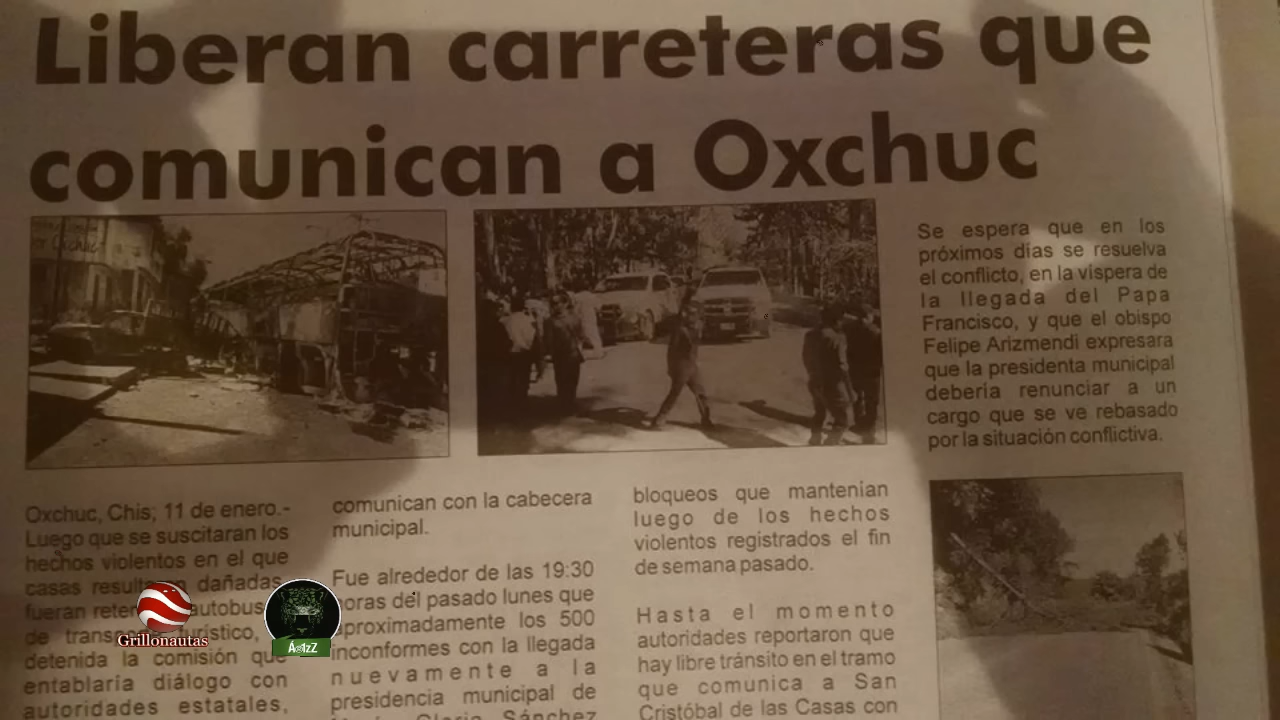 Liberan carreteras que
comunican a Oxchuc
Oxchuc
Se espera que en los
próximos días se resuelva
el conflicto, en la víspera de
la llegada del Papa
Francisco, y que el obispo
Felipe Arizmendi expresara
que la presidenta municipal
debería renunciar a un
cargo que se ve rebasado
por la situación conflictiva.
Oxchuc, Chis; 11 de enero.-
Luego que se suscitaran los
hechos violentos en el que
casas dañadas
fueran
de
detenida la comisión que
entablaría diálogo con
autoridades estatales,
comunican con la cabecera
municipal.
Fue alrededor de las 19:30
horas del pasado lunes que
aproximadamente los 500
inconformes con la llegada
nuevamente a la
presidencia municipal de
María Gloria Sánchez
bloqueos que mantenían
luego de los hechos
violentos registrados el fin
de semana pasado.
Hasta el momento
autoridades reportaron que
hay libre tránsito en el tramo
que comunica a San
Cristóbal de las Casas con
Grillonautas
Á@1zZ